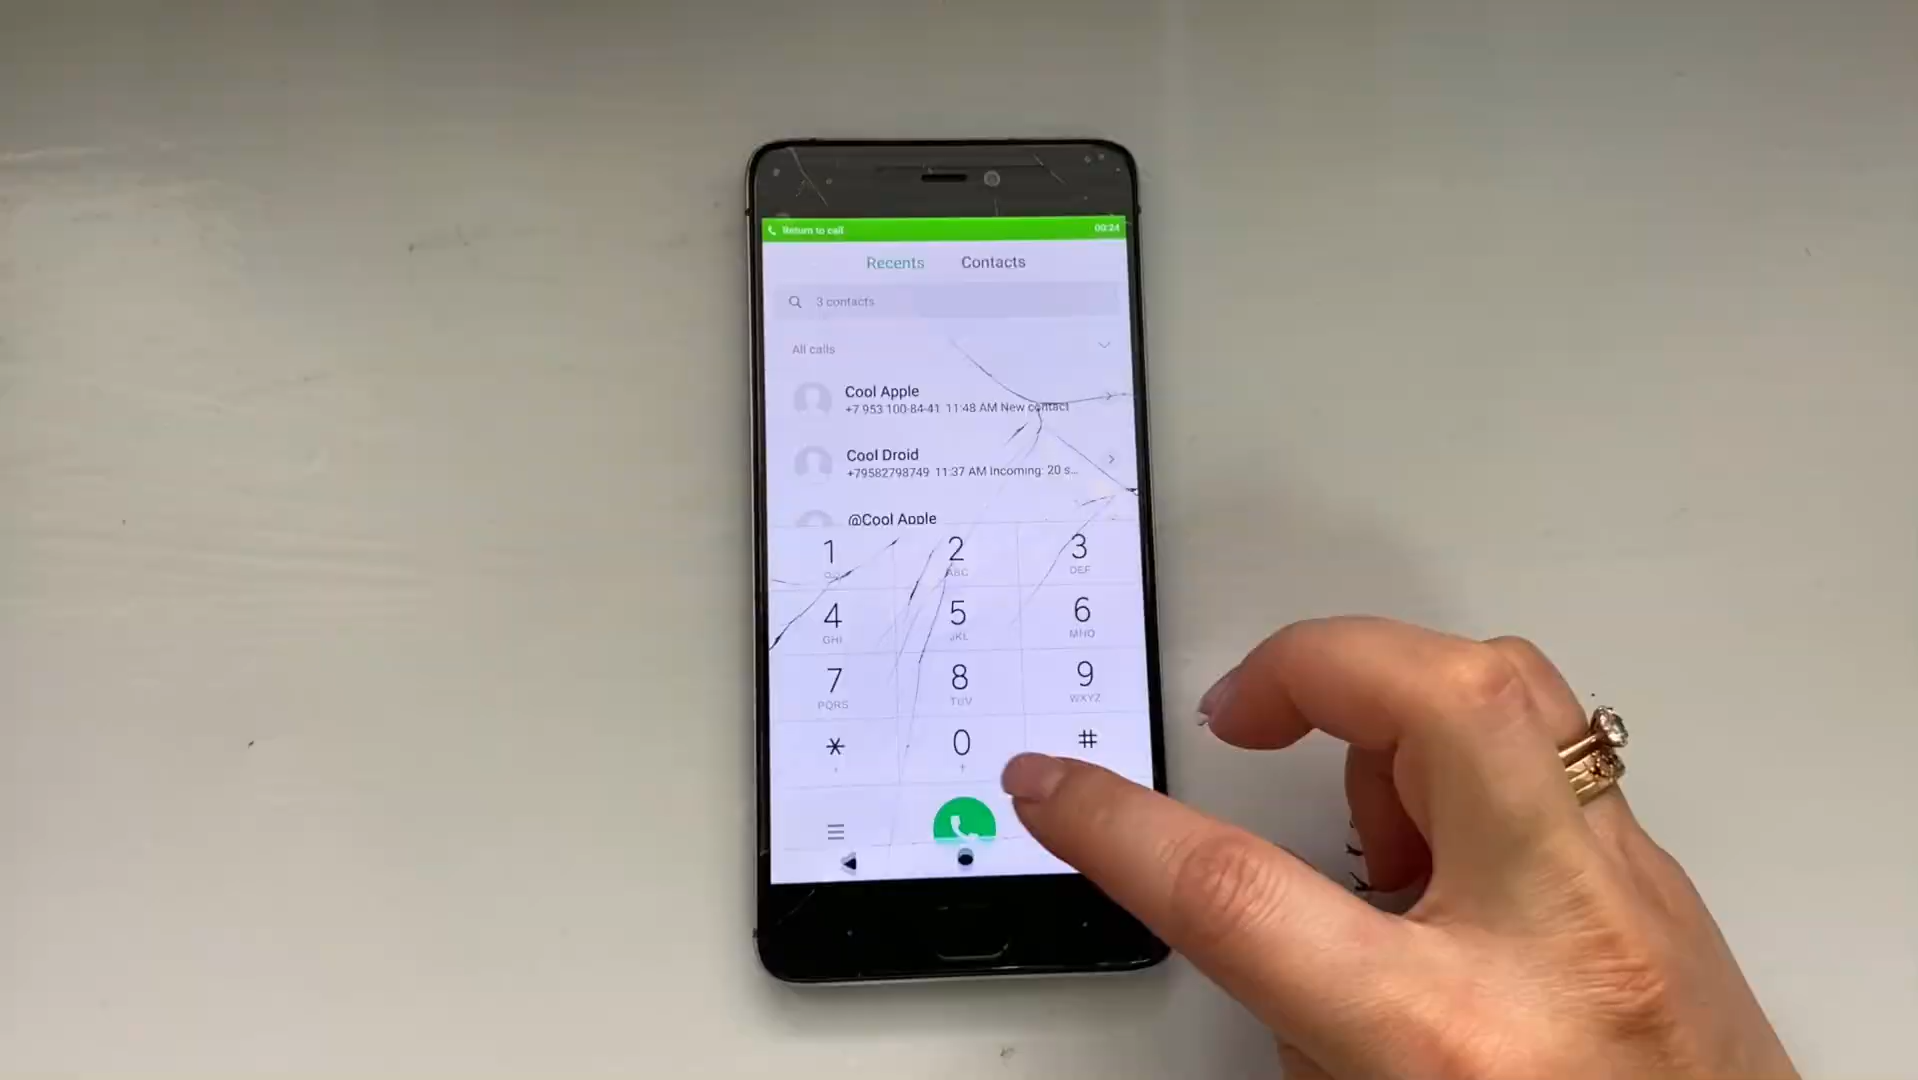 Return to call 00:24
Recents Contacts
3 contacts
All calls
Cool Apple
+7 953 100-84-41 11:48 AM New contact
Cool Droid
+79582798749 11:37 AM Incoming: 20 s...
@Cool Apple
1 2 3
ABC DEF
4 5 6
GHI JKL MNO
7 8 9
PQRS TUV WXYZ
* 0 #
, +